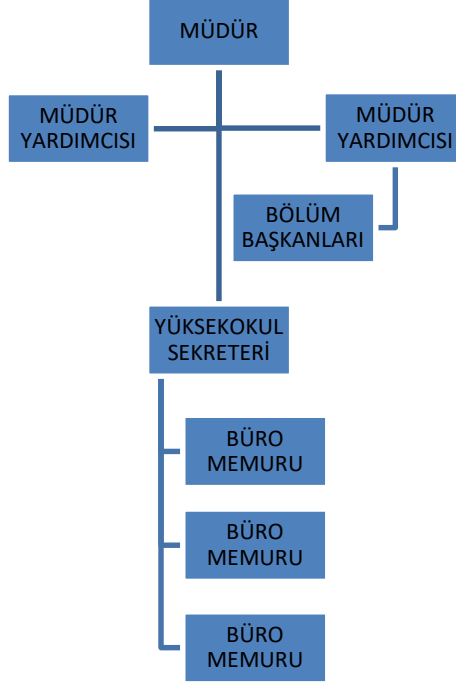 MÜDÜR
MÜDÜR
YARDIMCISI
MÜDÜR
YARDIMCISI
BÖLÜM
BAŞKANLARI
YÜKSEKOKUL
SEKRETERİ
BÜRO
MEMURU
BÜRO
MEMURU
BÜRO
MEMURU